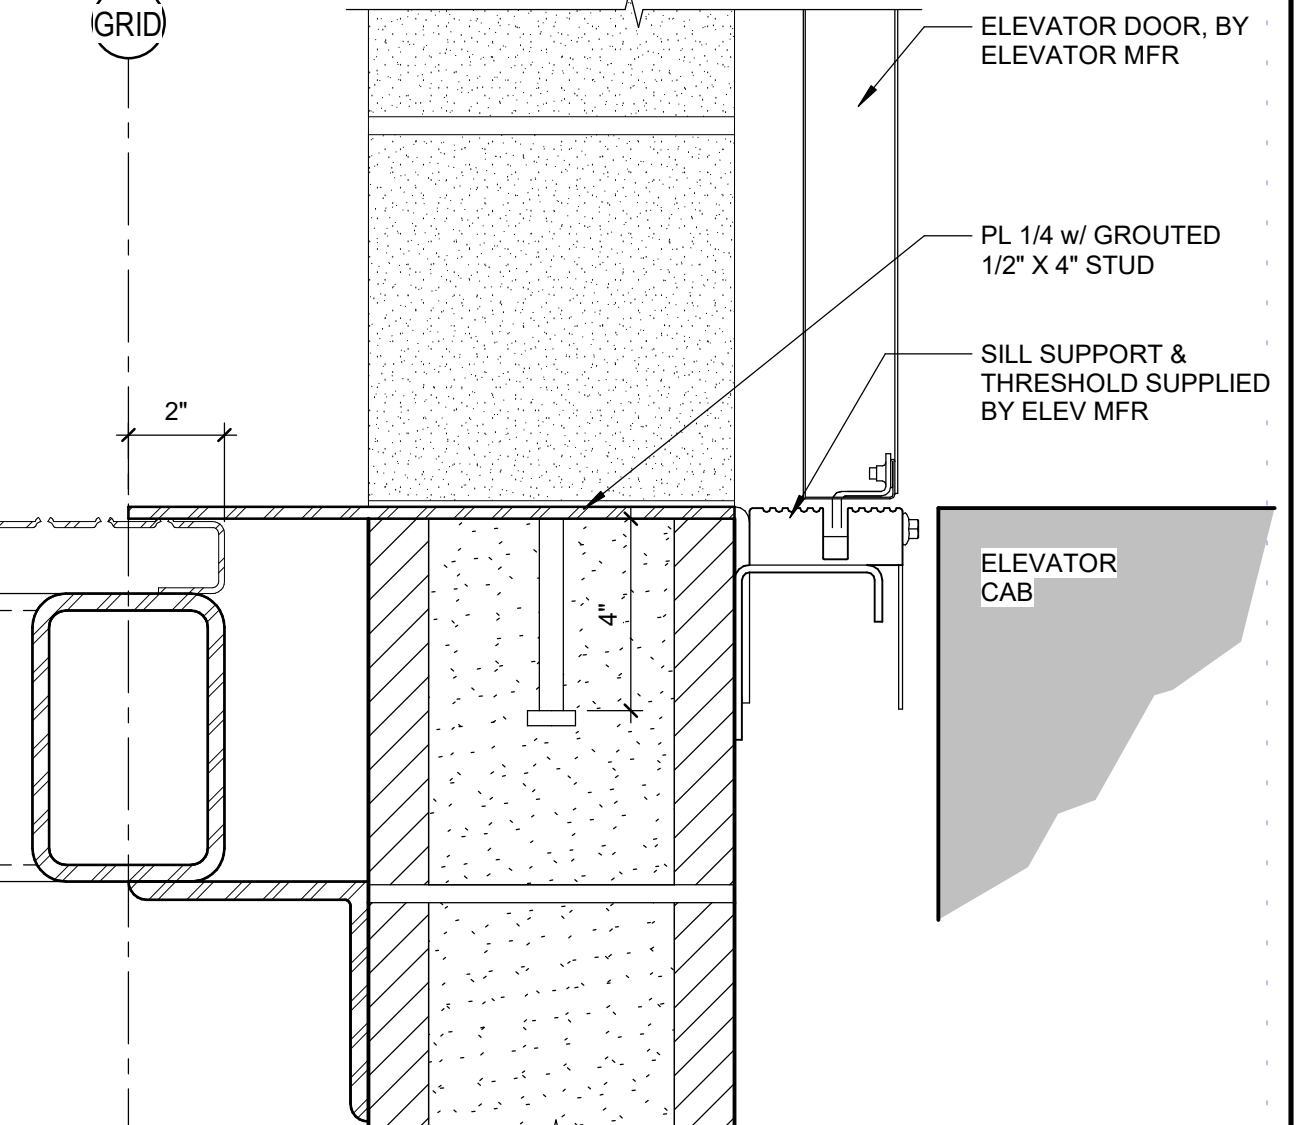 GRID
ELEVATOR DOOR, BY
ELEVATOR MFR
PL 1/4 w/ GROUTED
1/2" X 4" STUD
SILL SUPPORT &
THRESHOLD SUPPLIED
BY ELEV MFR
2"
ELEVATOR
CAB
4"